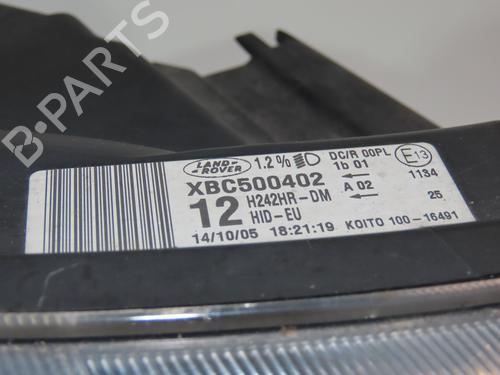 B-PARTS
LAND-ROVER
1.2%
DC/R 00PL
1b 01
E13
XBC500402
A 02
1134
12
H242HR-DM
HID-EU
25
14/10/05 18:21:19 KOITO 100-16491